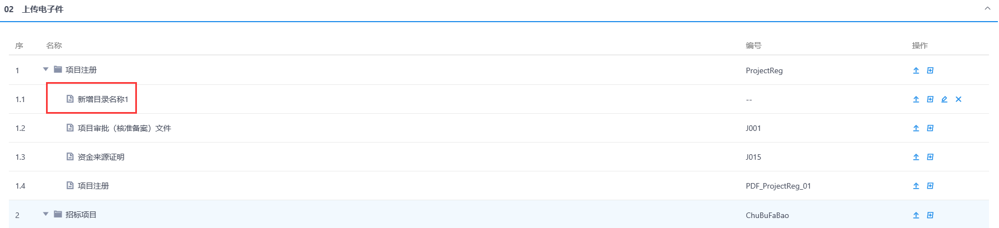 02 上传电子件
序 名称 编号 操作
1 项目注册 ProjectReg
1.1 新增目录名称1 --
1.2 项目审批（核准备案）文件 J001
1.3 资金来源证明 J015
1.4 项目注册 PDF_ProjectReg_01
2 招标项目 ChuBuFaBao